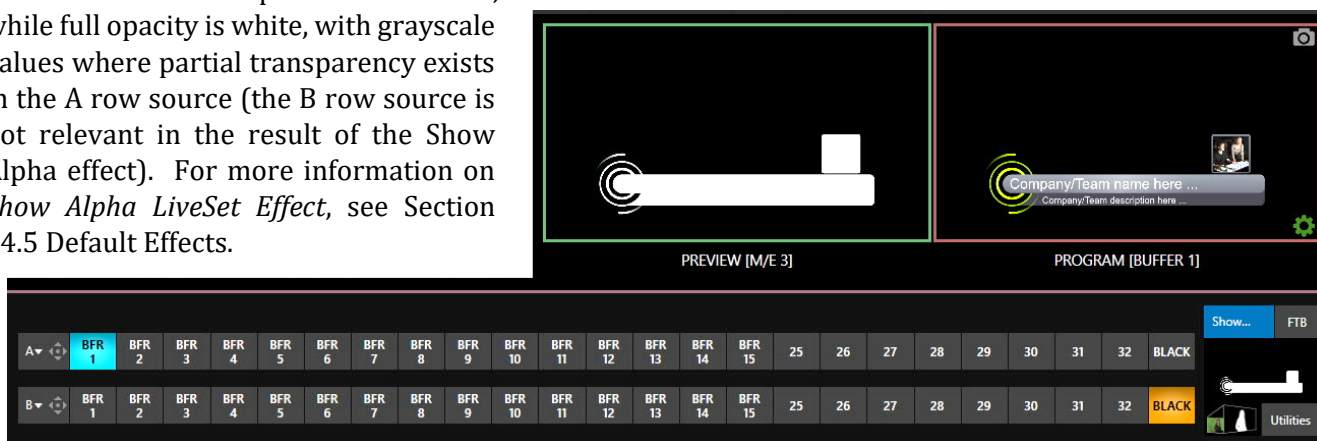 while full opacity is white, with grayscale
values where partial transparency exists
in the A row source (the B row source is
not relevant in the result of the Show
Alpha effect). For more information on
Show Alpha LiveSet Effect, see Section
4.5 Default Effects.
Company/Team name here ...
Company/Team description here ...
PREVIEW [M/E 3]
PROGRAM [BUFFER 1]
Show... FTB
A BFR 1 BFR 2 BFR 3 BFR 4 BFR 5 BFR 6 BFR 7 BFR 8 BFR 9 BFR 10 BFR 11 BFR 12 BFR 13 BFR 14 BFR 15 25 26 27 28 29 30 31 32 BLACK
B BFR 1 BFR 2 BFR 3 BFR 4 BFR 5 BFR 6 BFR 7 BFR 8 BFR 9 BFR 10 BFR 11 BFR 12 BFR 13 BFR 14 BFR 15 25 26 27 28 29 30 31 32 BLACK
Utilities